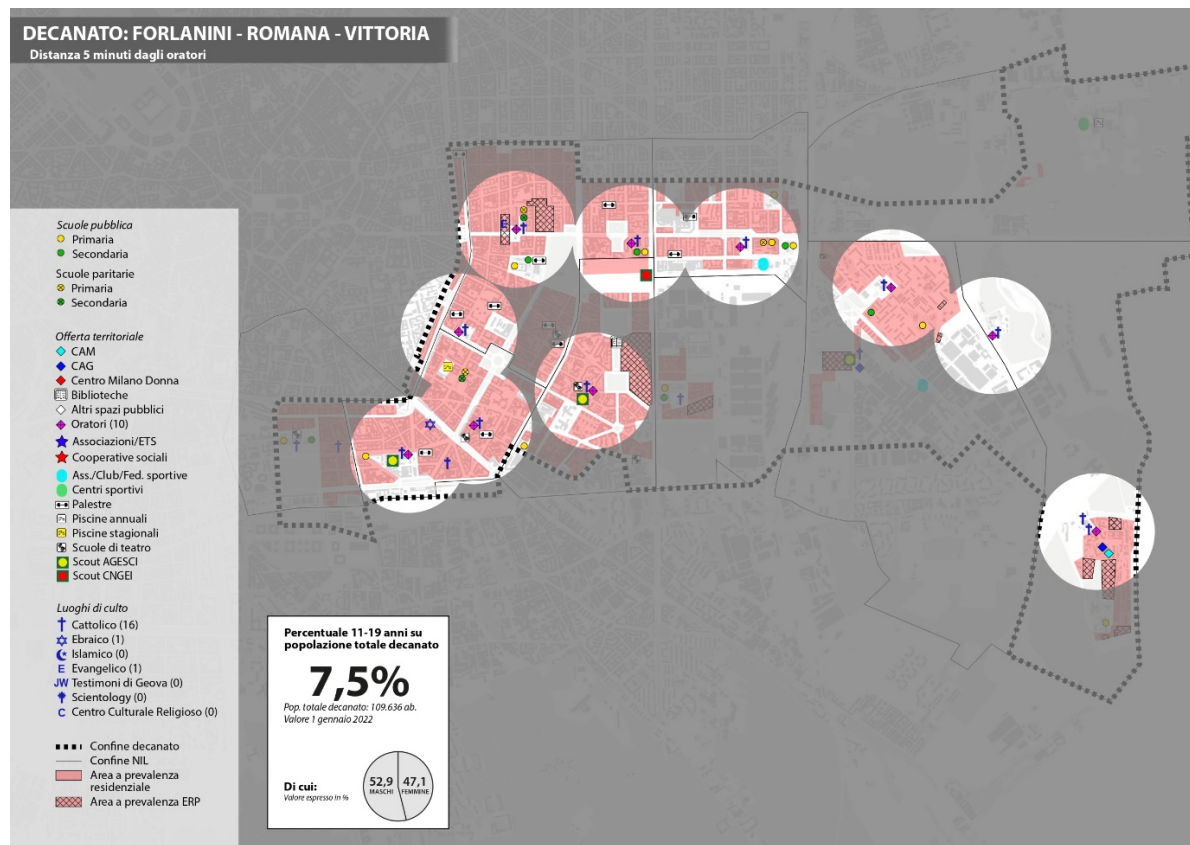 DECANATO: FORLANINI - ROMANA - VITTORIA
Distanza 5 minuti dagli oratori
Scuole pubblica
Primaria
Secondaria
Scuole paritarie
Primaria
Secondaria
Offerta territoriale
CAM
CAG
Centro Milano Donna
Biblioteche
Altri spazi pubblici
Oratori (10)
Associazioni/ETS
Cooperative sociali
Ass./Club/Fed. sportive
Centri sportivi
Palestre
Piscine annuali
Piscine stagionali
Scuole di teatro
Scout AGESCI
Scout CNGEI
Luoghi di culto
Cattolico (16)
Ebraico (1)
Islamico (0)
E Evangelico (1)
JW Testimoni di Geova (0)
Scientology (0)
C Centro Culturale Religioso (0)
Confine decanato
Confine NIL
Area a prevalenza
residenziale
Area a prevalenza ERP
Percentuale 11-19 anni su
popolazione totale decanato
7,5%
Pop. totale decanato: 109.636 ab.
Valore 1 gennaio 2022
Di cui:
Valore espresso in %
52,9
MASCHI
47,1
FEMMINE
E